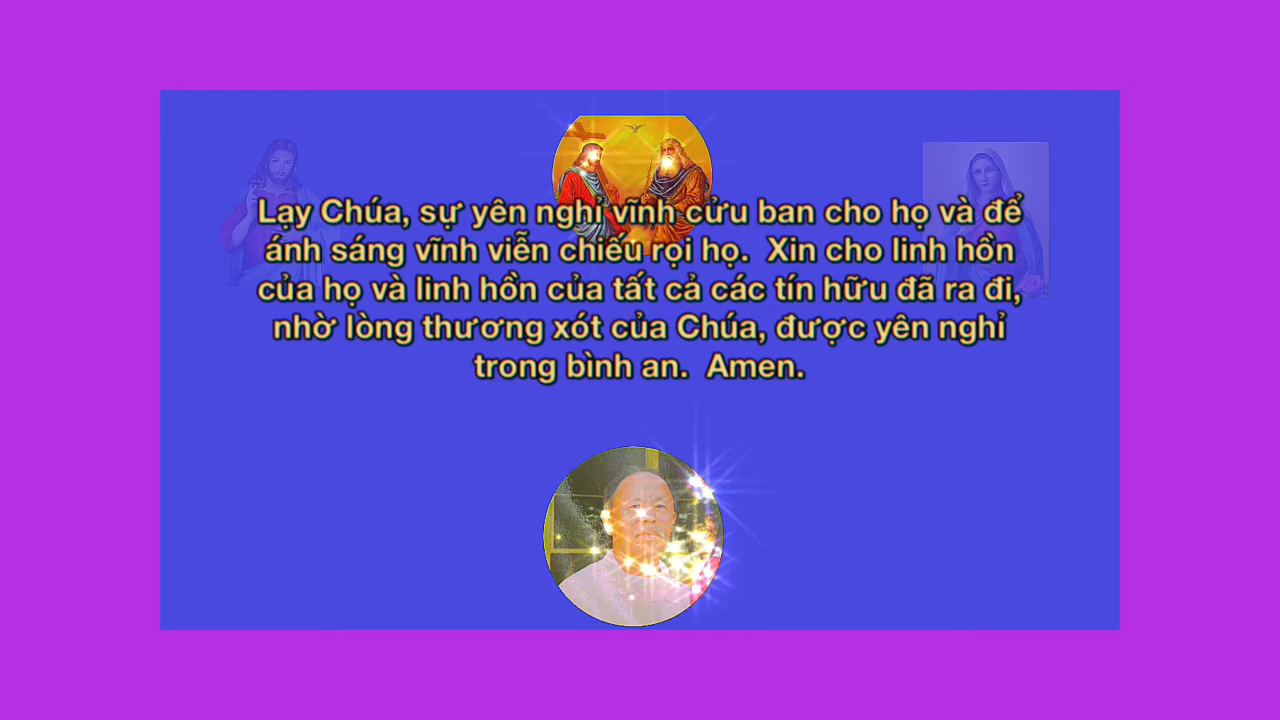 Lạy Chúa, sự yên nghỉ vĩnh cửu ban cho họ và để
ánh sáng vĩnh viễn chiếu rọi họ.  Xin cho linh hồn
của họ và linh hồn của tất cả các tín hữu đã ra đi,
nhờ lòng thương xót của Chúa, được yên nghỉ
trong bình an.  Amen.